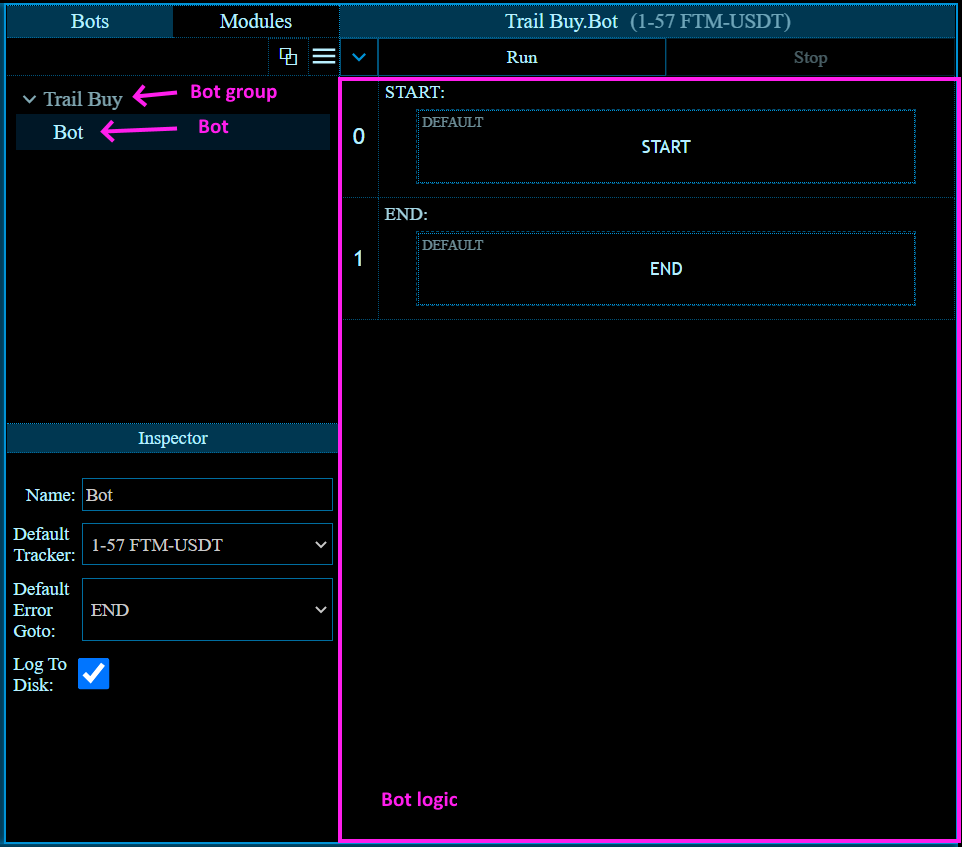 Bots
Modules
Trail Buy.Bot (1-57 FTM-USDT)
Run
Stop
Trail Buy
Bot group
Bot
Bot
START:
0
DEFAULT
START
END:
1
DEFAULT
END
Bot logic
Inspector
Name:
Bot
Default
Tracker:
1-57 FTM-USDT
Default
Error
Goto:
END
Log To
Disk: